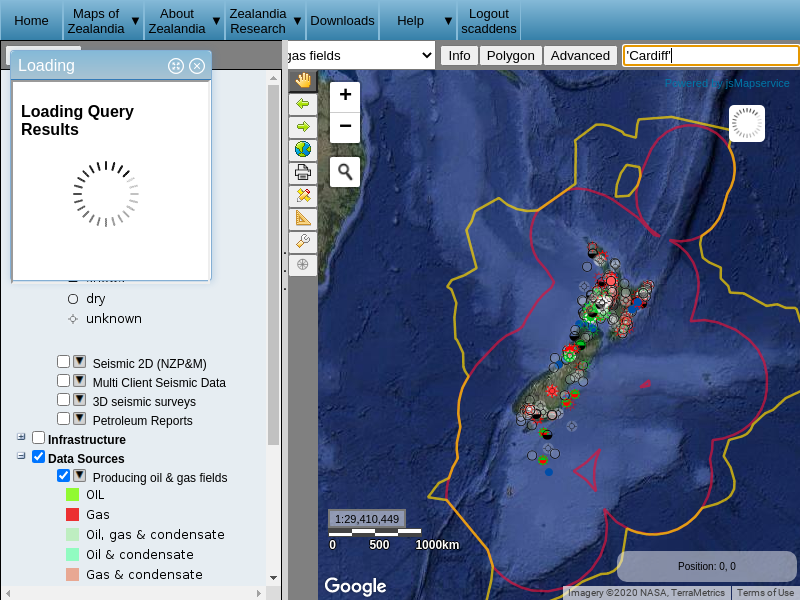 Home
Maps of Zealandia ▼
About Zealandia ▼
Zealandia Research ▼
Downloads
Help ▼
Logout scaddens
gas fields
Info
Polygon
Advanced
'Cardiff'
Loading
Loading Query
Results
dry
unknown
Seismic 2D (NZP&M)
Multi Client Seismic Data
3D seismic surveys
Petroleum Reports
Infrastructure
Data Sources
Producing oil & gas fields
OIL
Gas
Oil, gas & condensate
Oil & condensate
Gas & condensate
Powered by jsMapservice
+
−
1:29,410,449
0 500 1000km
Google
Position: 0, 0
Imagery ©2020 NASA, TerraMetrics
Terms of Use